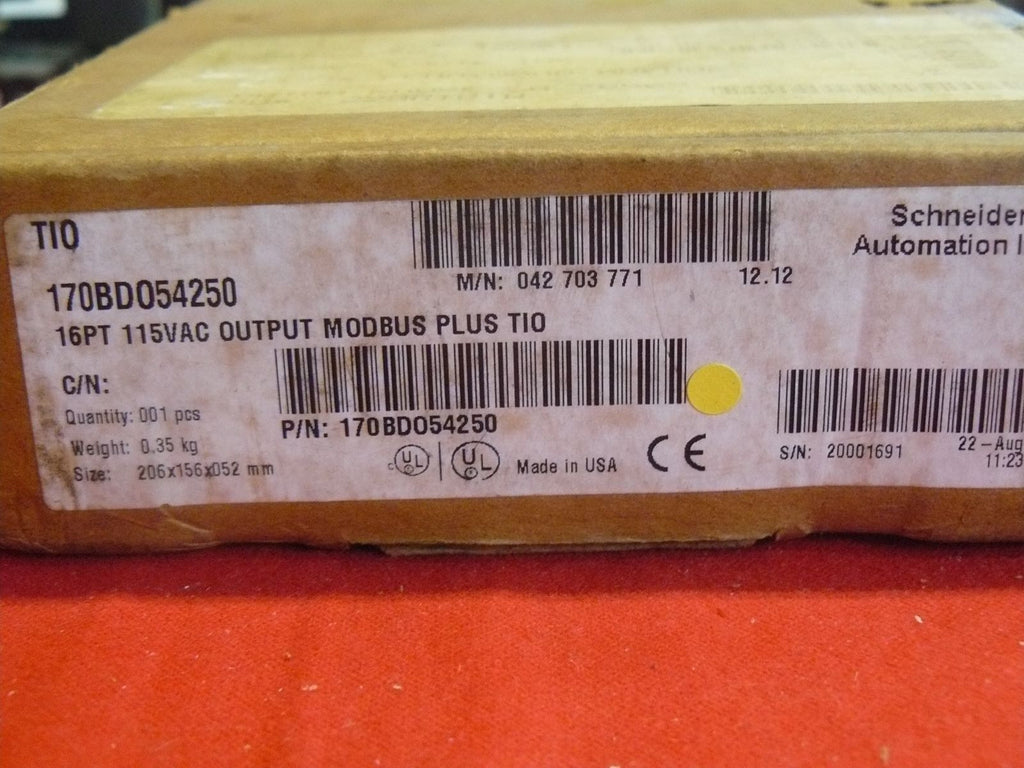 TIO
Schneider
Automation
M/N: 042 703 771 12.12
170BDO54250
16PT 115VAC OUTPUT MODBUS PLUS TIO
C/N:
Quantity: 001 pcs
P/N: 170BDO54250
Weight: 0.35 kg
Size: 206x156x052 mm
c UL UL Made in USA CE
S/N: 20001691
22-Aug
11:23